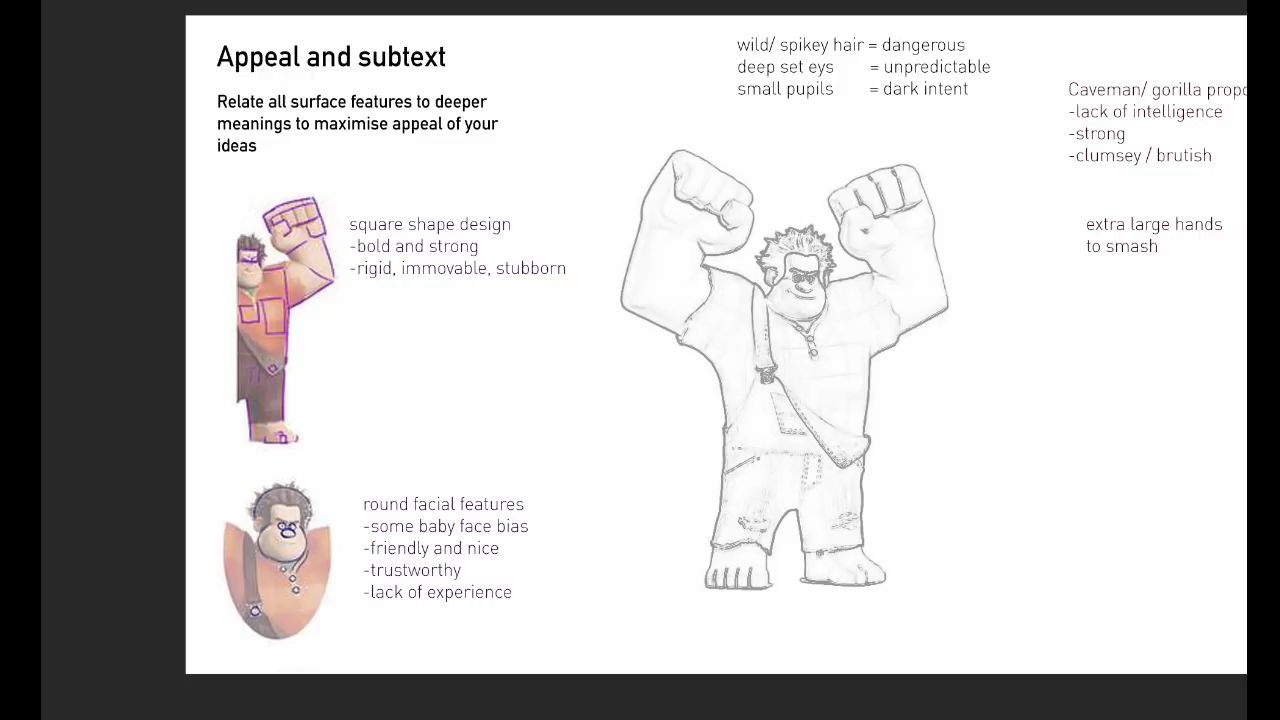 Appeal and subtext
Relate all surface features to deeper
meanings to maximise appeal of your
ideas
square shape design
-bold and strong
-rigid, immovable, stubborn
round facial features
-some baby face bias
-friendly and nice
-trustworthy
-lack of experience
wild/ spikey hair = dangerous
deep set eys = unpredictable
small pupils = dark intent
Caveman/ gorilla
-lack of intelligence
-strong
-clumsey / brutish
extra large hands
to smash